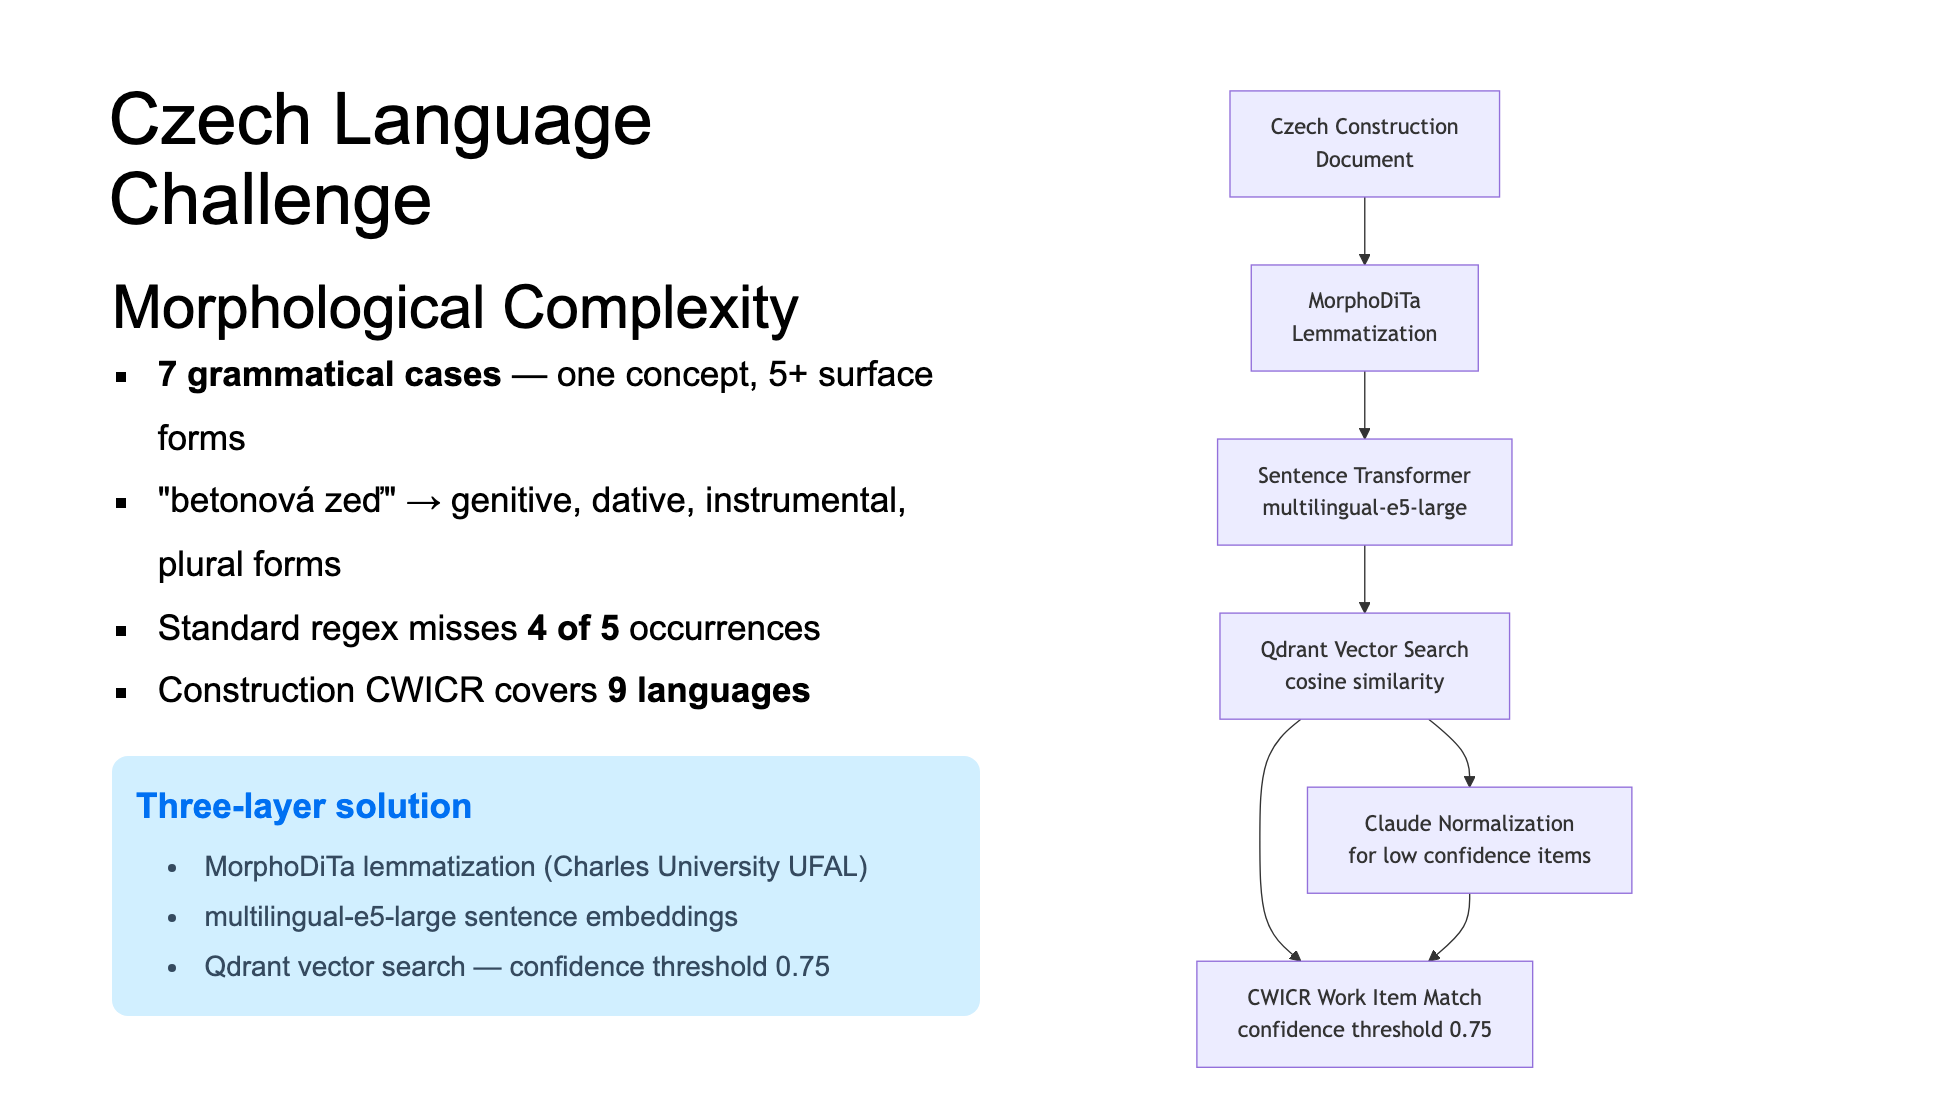 Czech Language
Challenge
Morphological Complexity
▪ 7 grammatical cases — one concept, 5+ surface
forms
▪ "betonová zeď" → genitive, dative, instrumental,
plural forms
▪ Standard regex misses 4 of 5 occurrences
▪ Construction CWICR covers 9 languages
Three-layer solution
• MorphoDiTa lemmatization (Charles University UFAL)
• multilingual-e5-large sentence embeddings
• Qdrant vector search — confidence threshold 0.75
Czech Construction
Document
MorphoDiTa
Lemmatization
Sentence Transformer
multilingual-e5-large
Qdrant Vector Search
cosine similarity
Claude Normalization
for low confidence items
CWICR Work Item Match
confidence threshold 0.75